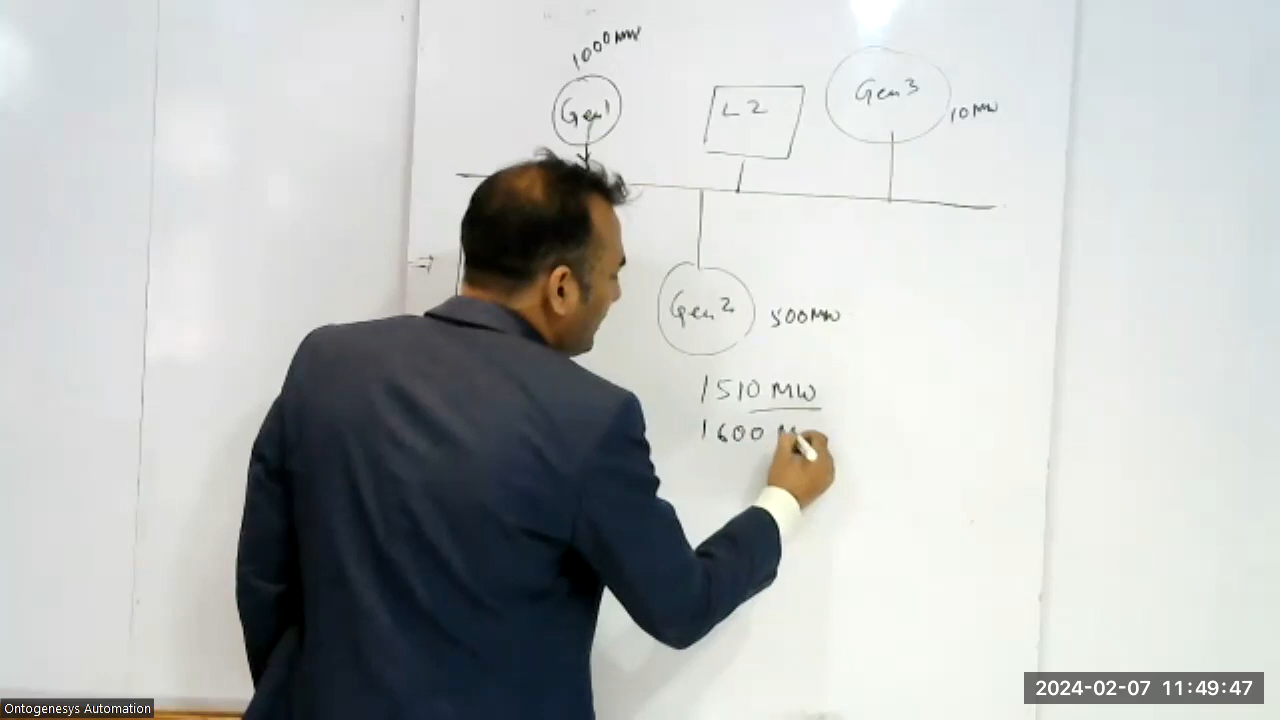 1000MW
Gen1
L2
Gen3
10MW
Gen2
500MW
1510 MW
1600 M
2024-02-07 11:49:47
Ontogenesys Automation